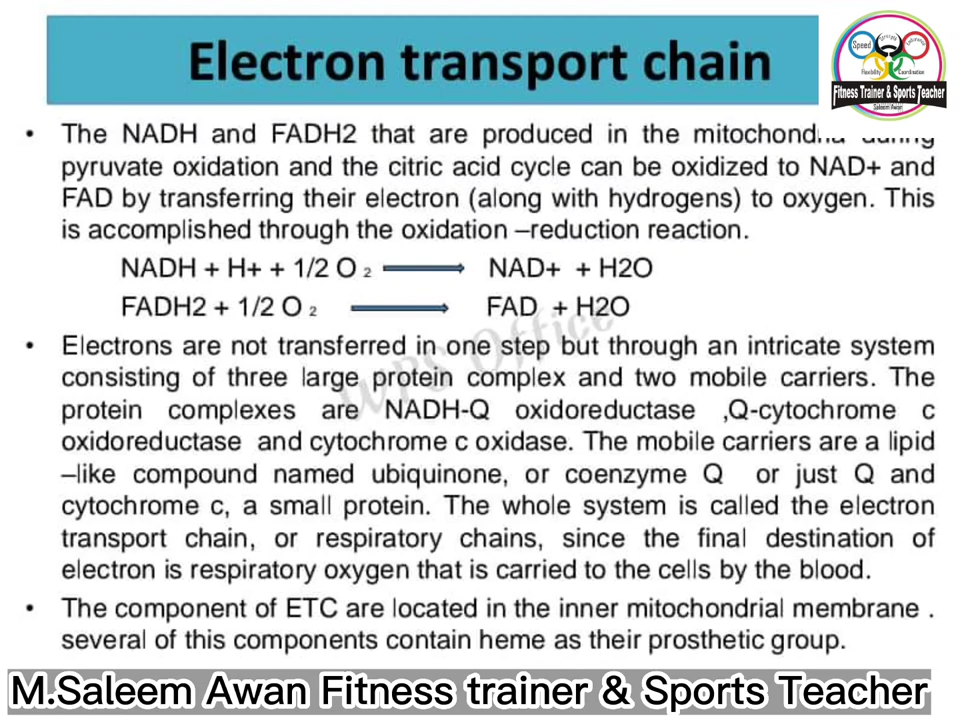 Electron transport chain
Speed
Strength
Endurance
Flexibility
Coordination
Fitness Trainer & Sports Teacher
Saleem Awan
• The NADH and FADH2 that are produced in the mitochondria during
pyruvate oxidation and the citric acid cycle can be oxidized to NAD+ and
FAD by transferring their electron (along with hydrogens) to oxygen. This
is accomplished through the oxidation –reduction reaction.
NADH + H+ + 1/2 O ₂ ⟶ NAD+ + H2O
FADH2 + 1/2 O ₂ ⟶ FAD + H2O
• Electrons are not transferred in one step but through an intricate system
consisting of three large protein complex and two mobile carriers. The
protein complexes are NADH-Q oxidoreductase ,Q-cytochrome c
oxidoreductase and cytochrome c oxidase. The mobile carriers are a lipid
–like compound named ubiquinone, or coenzyme Q or just Q and
cytochrome c, a small protein. The whole system is called the electron
transport chain, or respiratory chains, since the final destination of
electron is respiratory oxygen that is carried to the cells by the blood.
• The component of ETC are located in the inner mitochondrial membrane .
several of this components contain heme as their prosthetic group.
WPS Office
M.Saleem Awan Fitness trainer & Sports Teacher